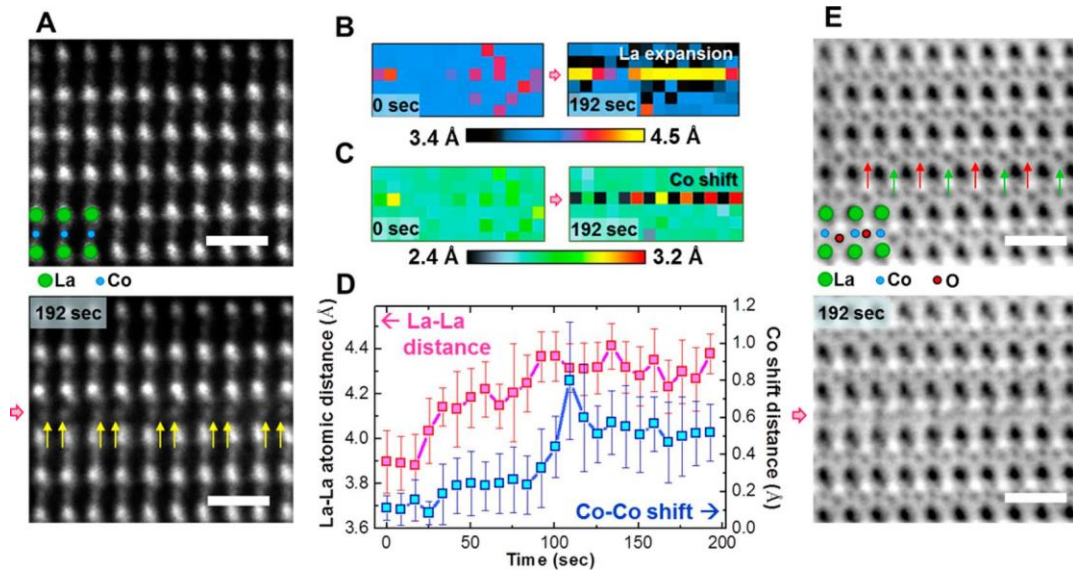 A
La
Co
192 sec
B
La expansion
0 sec
192 sec
3.4 Å
4.5 Å
C
Co shift
0 sec
192 sec
2.4 Å
3.2 Å
D
← La-La
distance
Co-Co shift →
La-La atomic distance (Å)
4.4
4.2
4.0
3.8
3.6
Co shift distance (Å)
1.2
1.0
0.8
0.6
0.4
0.2
0.0
0 50 100 150 200
Time (sec)
E
La
Co
O
192 sec